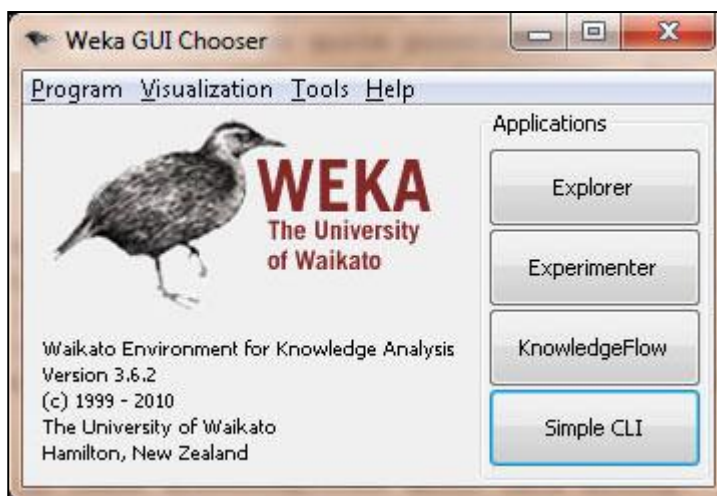 Weka GUI Chooser
Program Visualization Tools Help
WEKA
The University
of Waikato
Waikato Environment for Knowledge Analysis
Version 3.6.2
(c) 1999 - 2010
The University of Waikato
Hamilton, New Zealand
Applications
Explorer
Experimenter
KnowledgeFlow
Simple CLI